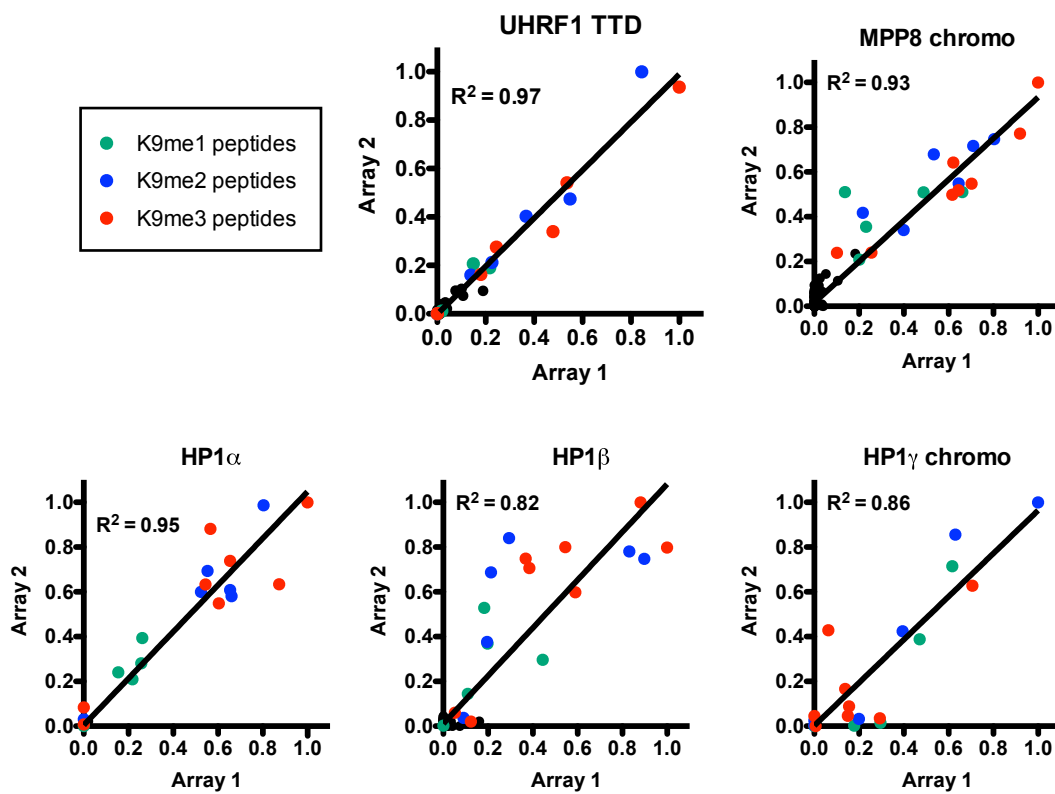 K9me1 peptides
K9me2 peptides
K9me3 peptides
UHRF1 TTD
R² = 0.97
Array 2
1.0
0.8
0.6
0.4
0.2
0.0
0.0 0.2 0.4 0.6 0.8 1.0
Array 1
MPP8 chromo
R² = 0.93
Array 2
1.0
0.8
0.6
0.4
0.2
0.0
0.0 0.2 0.4 0.6 0.8 1.0
Array 1
HP1α
R² = 0.95
Array 2
1.0
0.8
0.6
0.4
0.2
0.0
0.0 0.2 0.4 0.6 0.8 1.0
Array 1
HP1β
R² = 0.82
Array 2
1.0
0.8
0.6
0.4
0.2
0.0
0.0 0.2 0.4 0.6 0.8 1.0
Array 1
HP1γ chromo
R² = 0.86
Array 2
1.0
0.8
0.6
0.4
0.2
0.0
0.0 0.2 0.4 0.6 0.8 1.0
Array 1